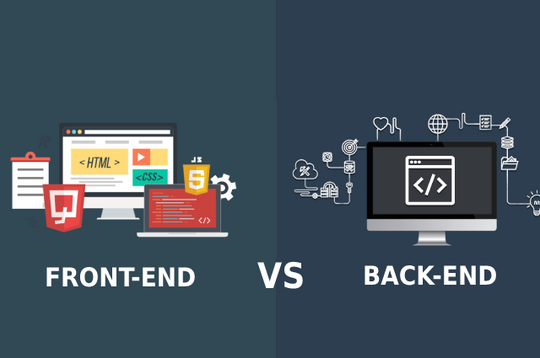 JS
< HTML >
<CSS>
</>
</>
FRONT-END
VS
BACK-END